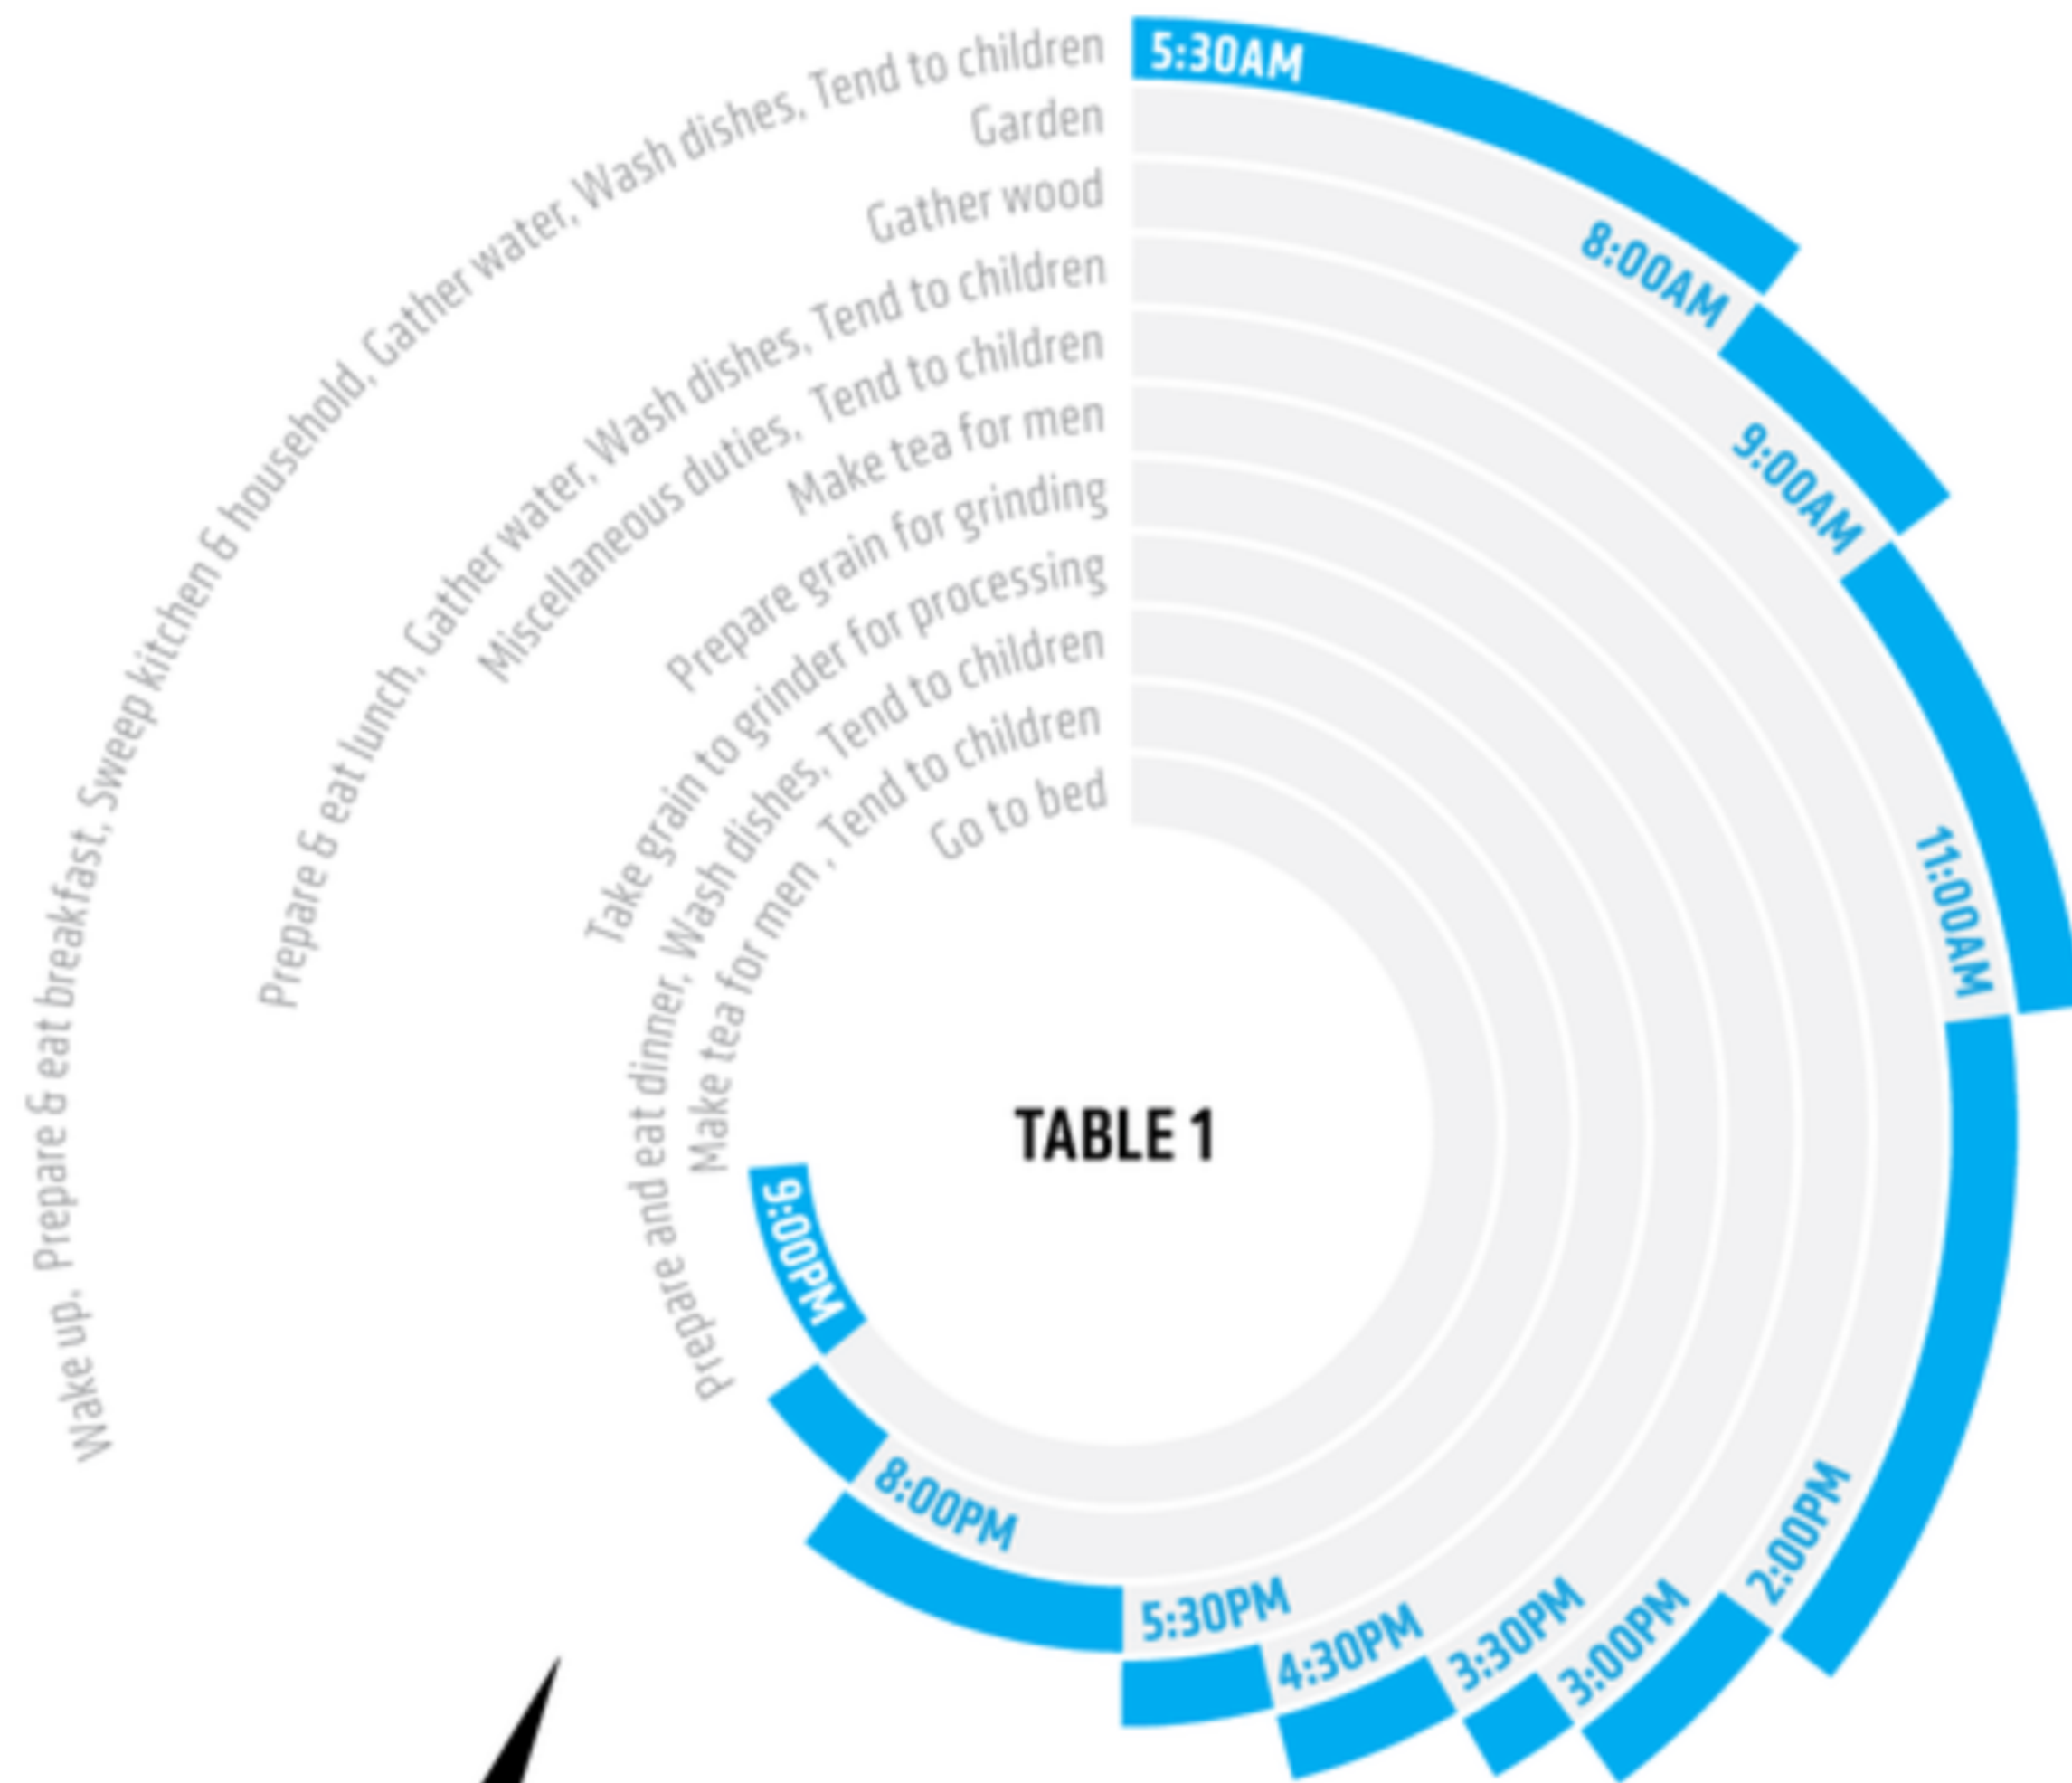 Wake up, Prepare & eat breakfast, Sweep kitchen & household, Gather water, Wash dishes, Tend to children
5:30AM
Garden
8:00AM
Gather wood
9:00AM
Prepare & eat lunch, Gather water, Wash dishes, Tend to children
11:00AM
Miscellaneous duties, Tend to children
2:00PM
Make tea for men
3:00PM
Prepare grain for grinding
3:30PM
Take grain to grinder for processing
4:30PM
Prepare and eat dinner, Wash dishes, Tend to children
5:30PM
Make tea for men , Tend to children
8:00PM
Go to bed
9:00PM
TABLE 1